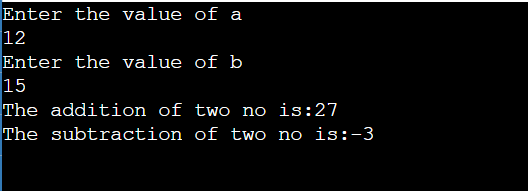 Enter the value of a
12
Enter the value of b
15
The addition of two no is:27
The subtraction of two no is:-3